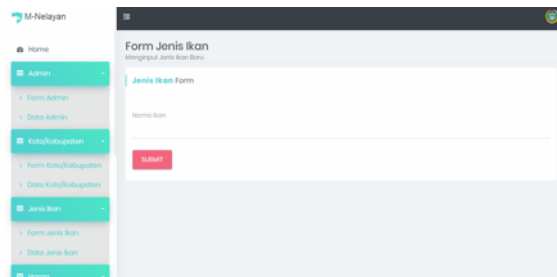 M-Nelayan
Home
Admin
Form Admin
Data Admin
Kota/Kabupaten
Form Kota/Kabupaten
Data Kota/Kabupaten
Jenis Ikan
Form Jenis Ikan
Data Jenis Ikan
Form Jenis Ikan
Menginput Jenis Ikan Baru
Jenis Ikan Form
Nama Ikan
SUBMIT